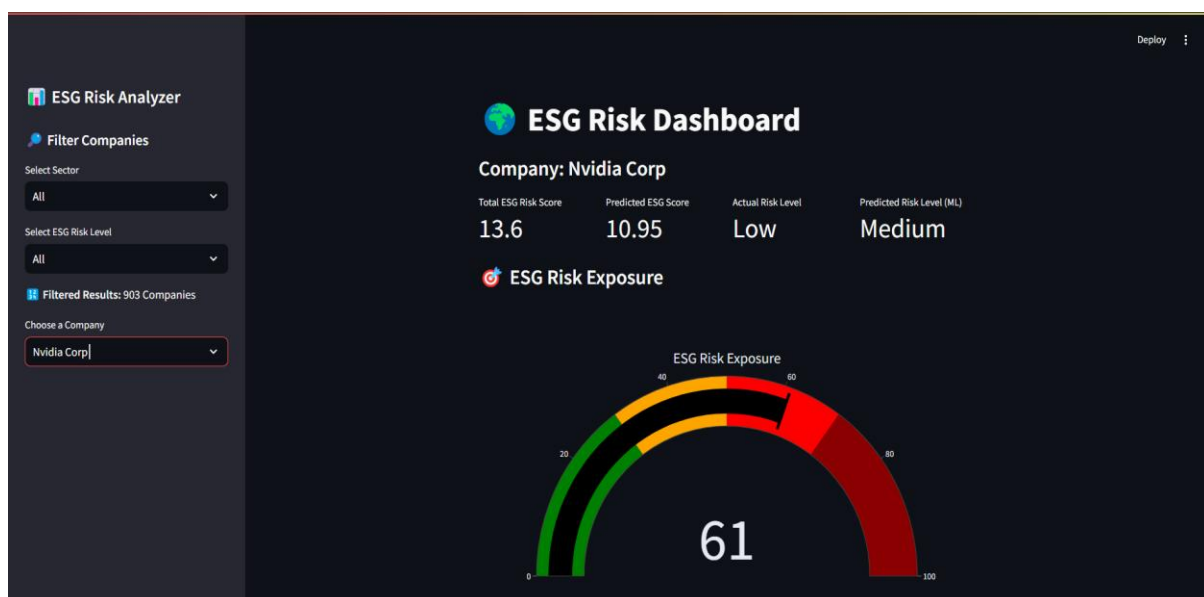 Deploy
ESG Risk Analyzer
Filter Companies
Select Sector
All
Select ESG Risk Level
All
Filtered Results: 903 Companies
Choose a Company
Nvidia Corp
ESG Risk Dashboard
Company: Nvidia Corp
Total ESG Risk Score Predicted ESG Score Actual Risk Level Predicted Risk Level (ML)
13.6 10.95 Low Medium
ESG Risk Exposure
ESG Risk Exposure
40 60
20 80
61
0 100